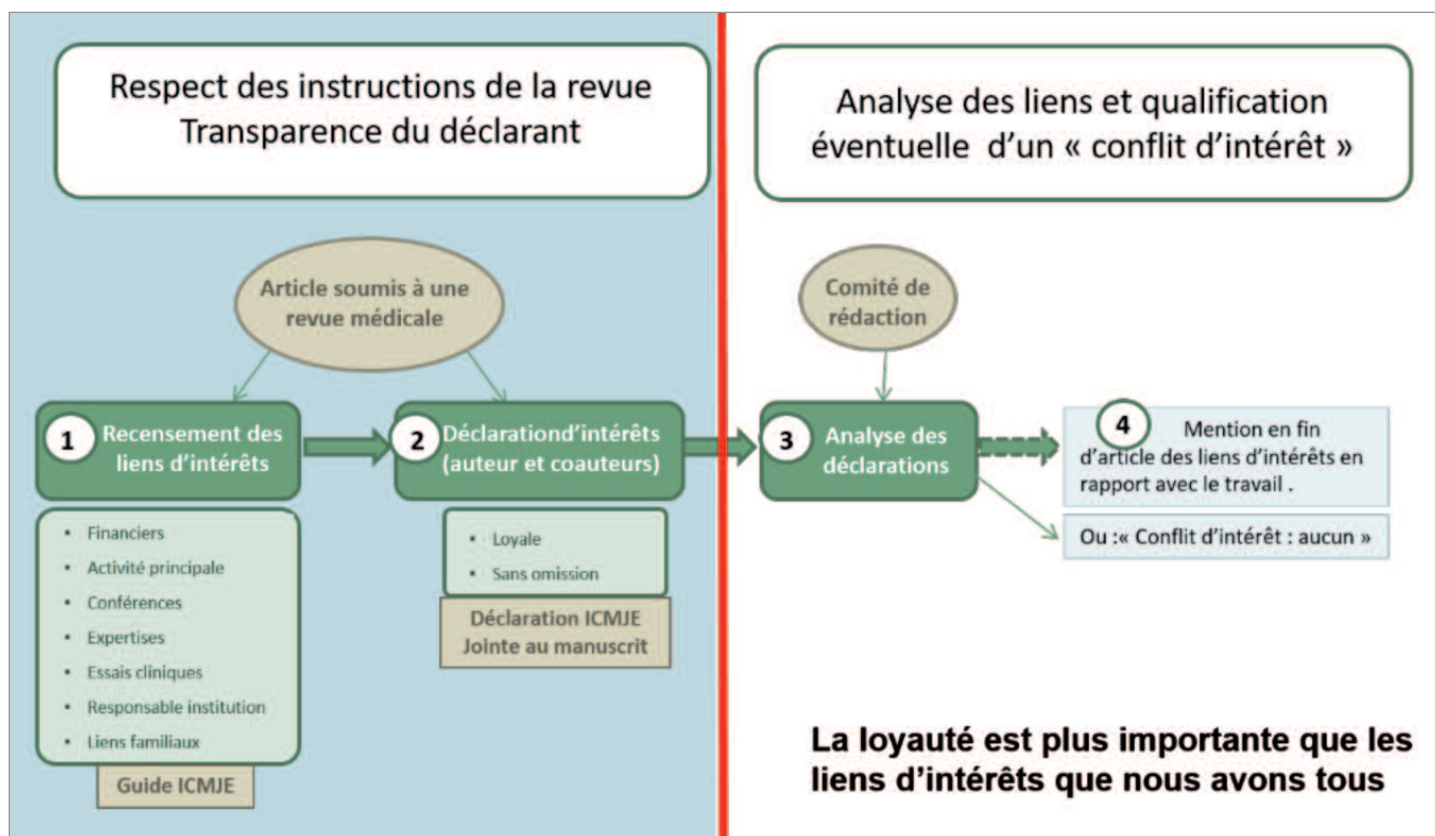 Respect des instructions de la revue
Transparence du déclarant
Analyse des liens et qualification
éventuelle d’un « conflit d’intérêt »
Article soumis à une
revue médicale
Comité de
rédaction
1
Recensement des
liens d’intérêts
2
Déclarationd’intérêts
(auteur et coauteurs)
3
Analyse des
déclarations
4
Mention en fin
d’article des liens d’intérêts en
rapport avec le travail .
Ou :« Conflit d’intérêt : aucun »
▪ Financiers
▪ Activité principale
▪ Conférences
▪ Expertises
▪ Essais cliniques
▪ Responsable institution
▪ Liens familiaux
Guide ICMJE
▪ Loyale
▪ Sans omission
Déclaration ICMJE
Jointe au manuscrit
La loyauté est plus importante que les
liens d’intérêts que nous avons tous